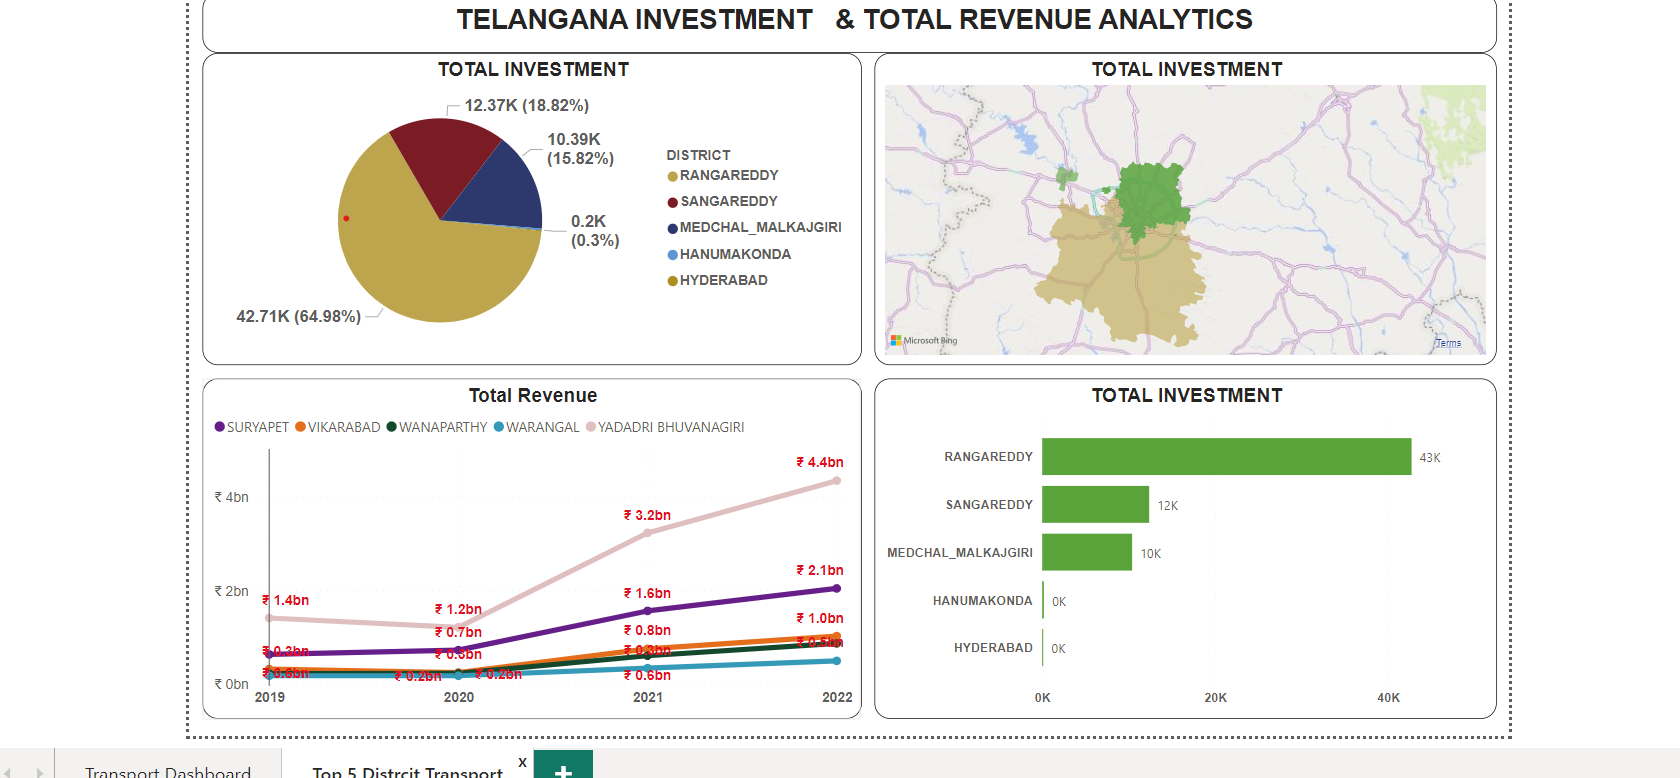 TELANGANA INVESTMENT & TOTAL REVENUE ANALYTICS
TOTAL INVESTMENT
12.37K (18.82%)
10.39K
(15.82%)
0.2K
(0.3%)
42.71K (64.98%)
DISTRICT
RANGAREDDY
SANGAREDDY
MEDCHAL_MALKAJGIRI
HANUMAKONDA
HYDERABAD
TOTAL INVESTMENT
Microsoft Bing
Terms
Total Revenue
SURYAPET VIKARABAD WANAPARTHY WARANGAL YADADRI BHUVANAGIRI
₹ 4bn
₹ 2bn
₹ 0bn
₹ 4.4bn
₹ 3.2bn
₹ 2.1bn
₹ 1.6bn
₹ 1.4bn
₹ 1.2bn
₹ 1.0bn
₹ 0.7bn
₹ 0.8bn
₹ 0.3bn
₹ 0.2bn
₹ 0.2bn
₹ 0.6bn
2019 2020 2021 2022
TOTAL INVESTMENT
RANGAREDDY 43K
SANGAREDDY 12K
MEDCHAL_MALKAJGIRI 10K
HANUMAKONDA 0K
HYDERABAD 0K
0K 20K 40K
Transport Dashboard
Top 5 Distrcit Transport
x
+